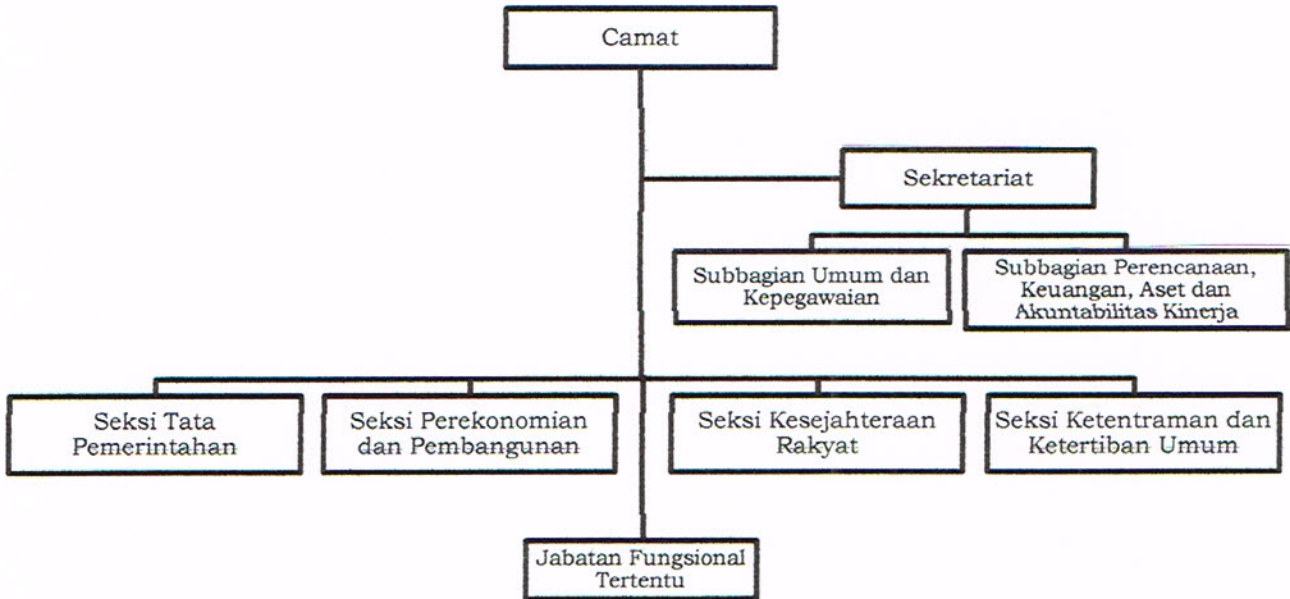 Camat
Sekretariat
Subbagian Umum dan
Kepegawaian
Subbagian Perencanaan,
Keuangan, Aset dan
Akuntabilitas Kinerja
Seksi Tata
Pemerintahan
Seksi Perekonomian
dan Pembangunan
Seksi Kesejahteraan
Rakyat
Seksi Ketentraman dan
Ketertiban Umum
Jabatan Fungsional
Tertentu